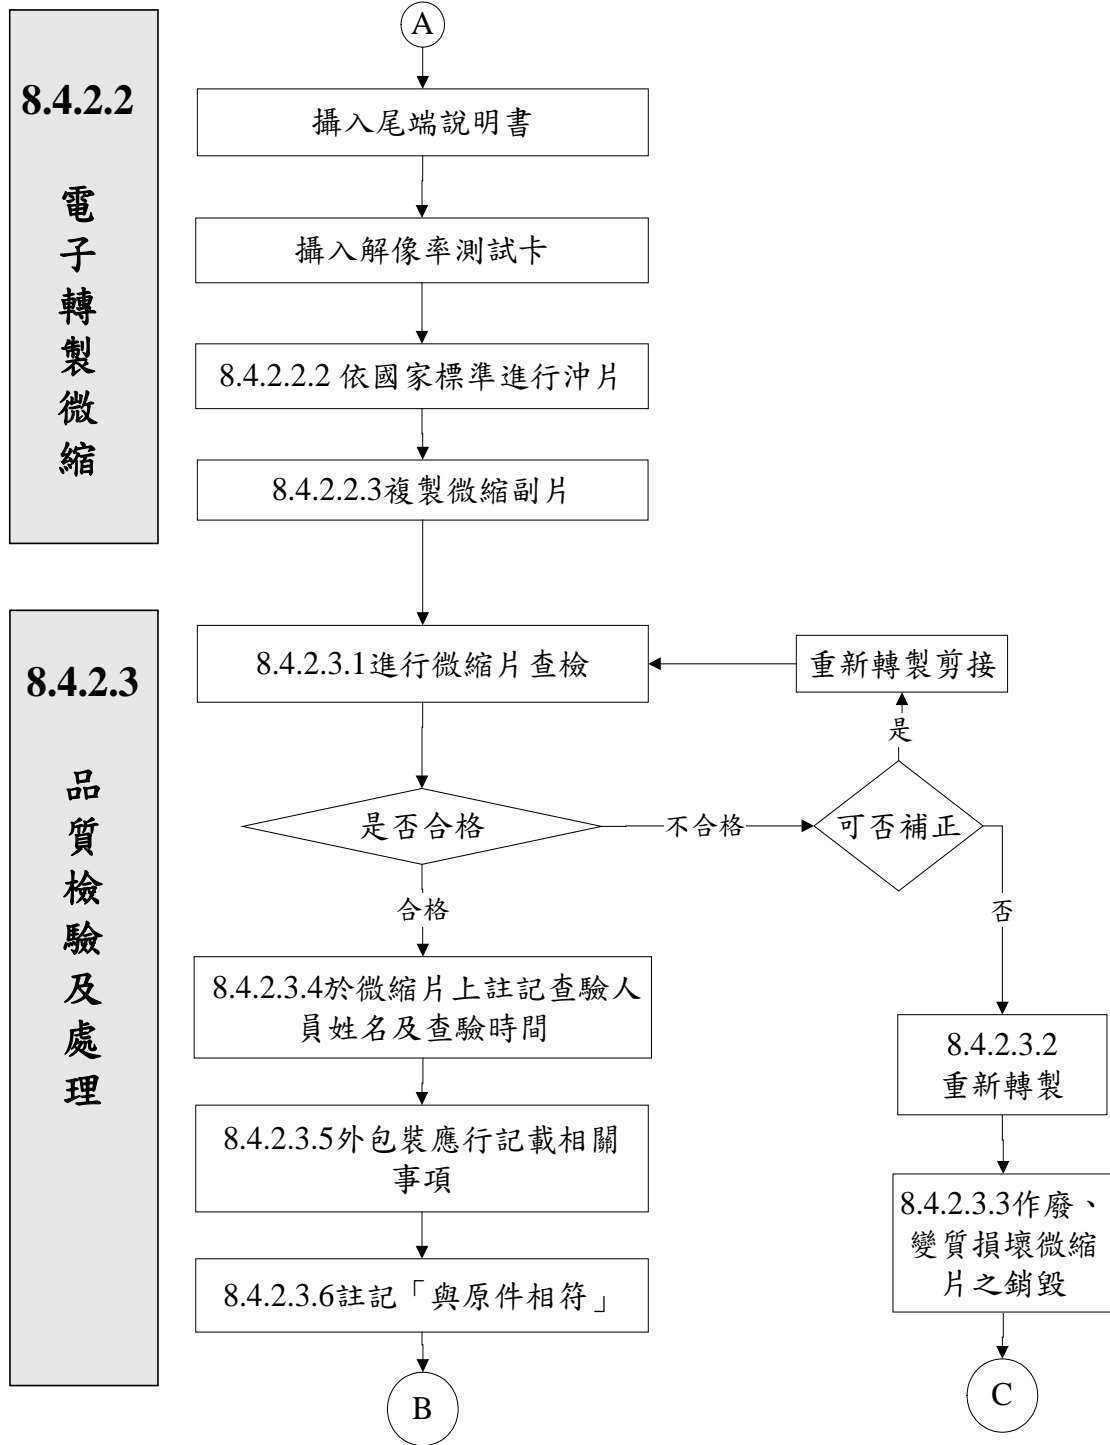 A
8.4.2.2
電子轉製微縮
攝入尾端說明書
攝入解像率測試卡
8.4.2.2.2 依國家標準進行沖片
8.4.2.2.3複製微縮副片
8.4.2.3
品質檢驗及處理
8.4.2.3.1進行微縮片查檢
重新轉製剪接
是
是否合格
不合格
可否補正
合格
否
8.4.2.3.4於微縮片上註記查驗人
員姓名及查驗時間
8.4.2.3.2
重新轉製
8.4.2.3.5外包裝應行記載相關
事項
8.4.2.3.3作廢、
變質損壞微縮
片之銷毀
8.4.2.3.6註記「與原件相符」
B
C